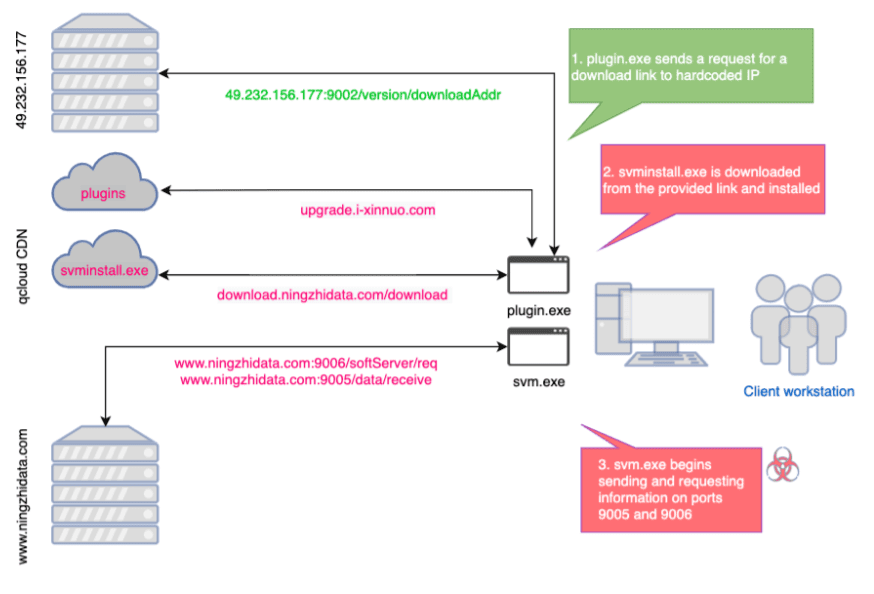 49.232.156.177
1. plugin.exe sends a request for a
download link to hardcoded IP
49.232.156.177:9002/version/downloadAddr
2. svminstall.exe is downloaded
from the provided link and installed
plugins
upgrade.i-xinnuo.com
qcloud CDN
svminstall.exe
download.ningzhidata.com/download
plugin.exe
www.ningzhidata.com:9006/softServer/req
www.ningzhidata.com:9005/data/receive
svm.exe
Client workstation
www.ningzhidata.com
3. svm.exe begins
sending and requesting
information on ports
9005 and 9006